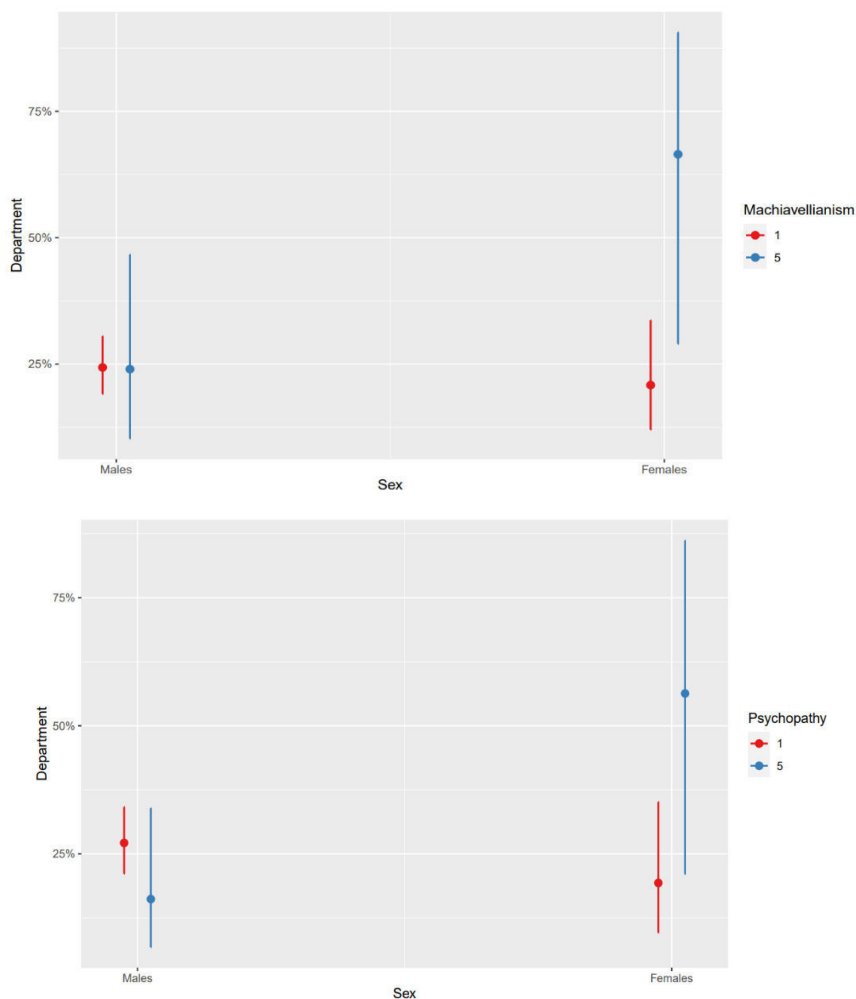 75%
50%
25%
Department
Males
Females
Sex
Machiavellianism
1
5
75%
50%
25%
Department
Males
Females
Sex
Psychopathy
1
5